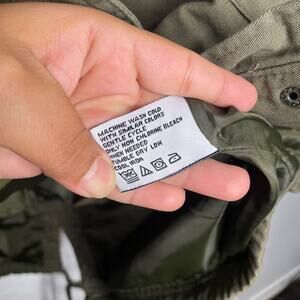 MACHINE WASH COLD
WITH SIMILAR COLORS
GENTLE CYCLE
ONLY NON CHLORINE BLEACH
WHEN NEEDED
TUMBLE DRY LOW
COOL IRON